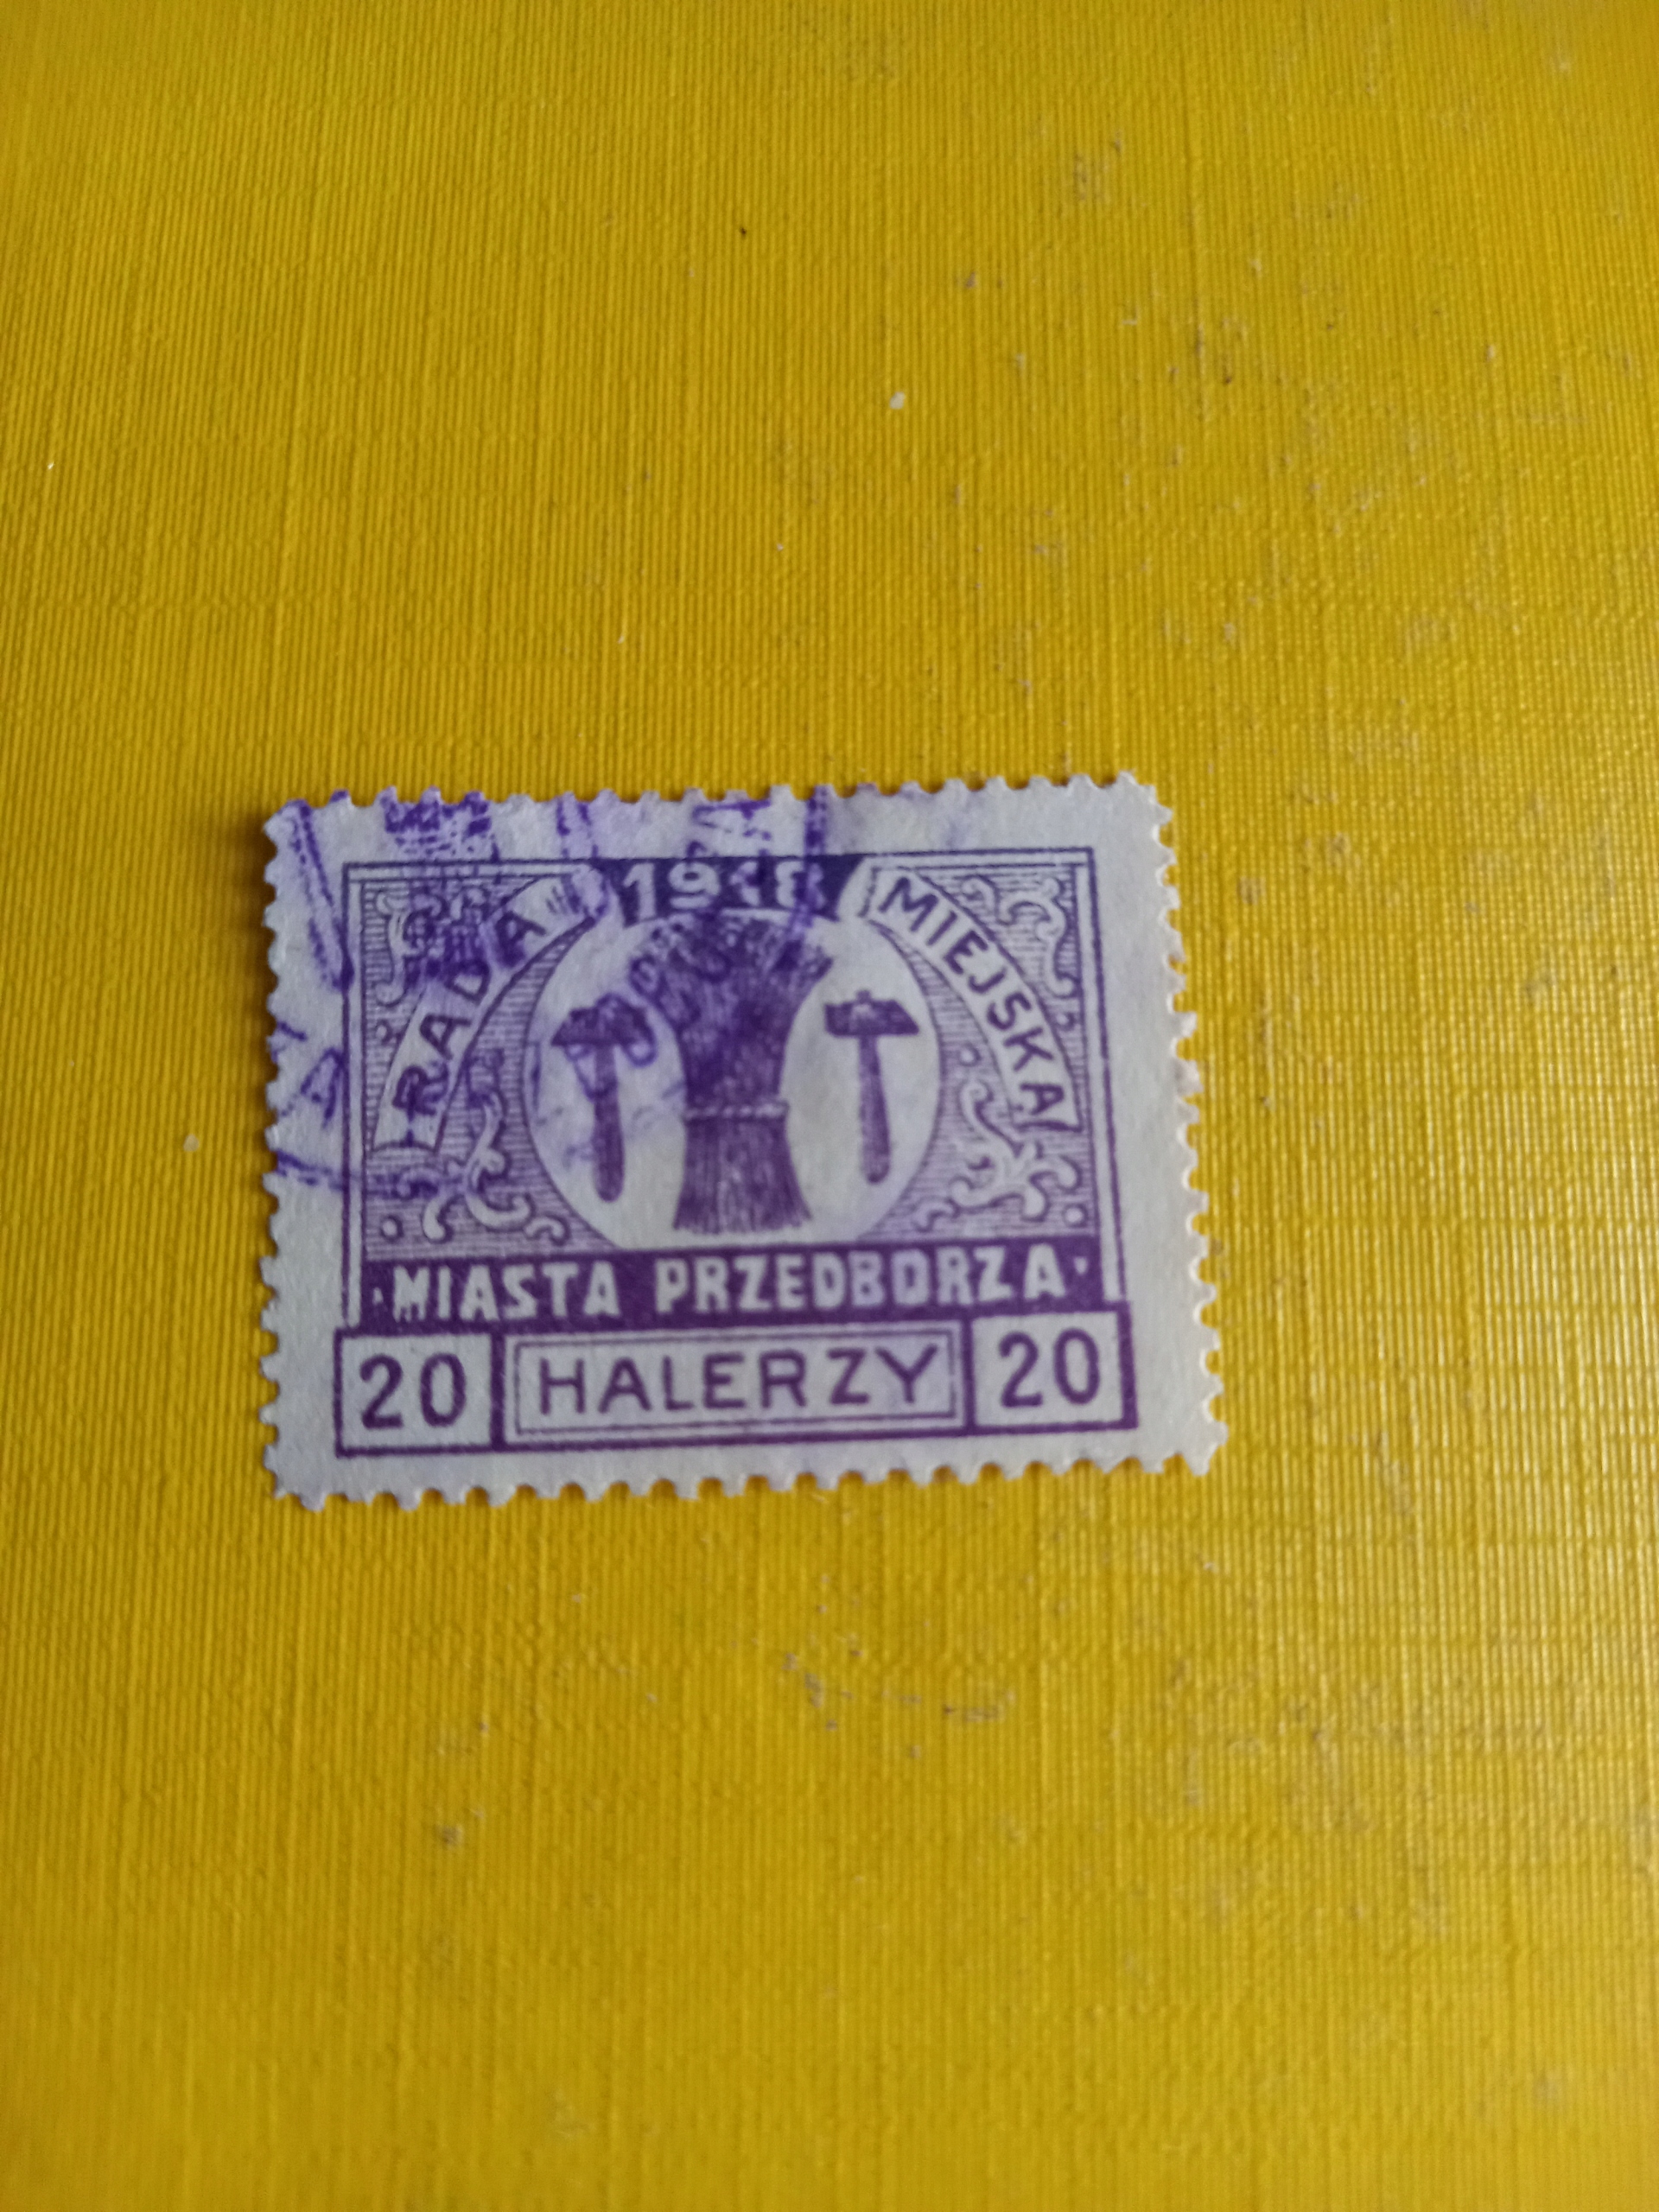 1918
RADA MIEJSKA
MIASTA PRZEDBORZA
20 HALERZY 20